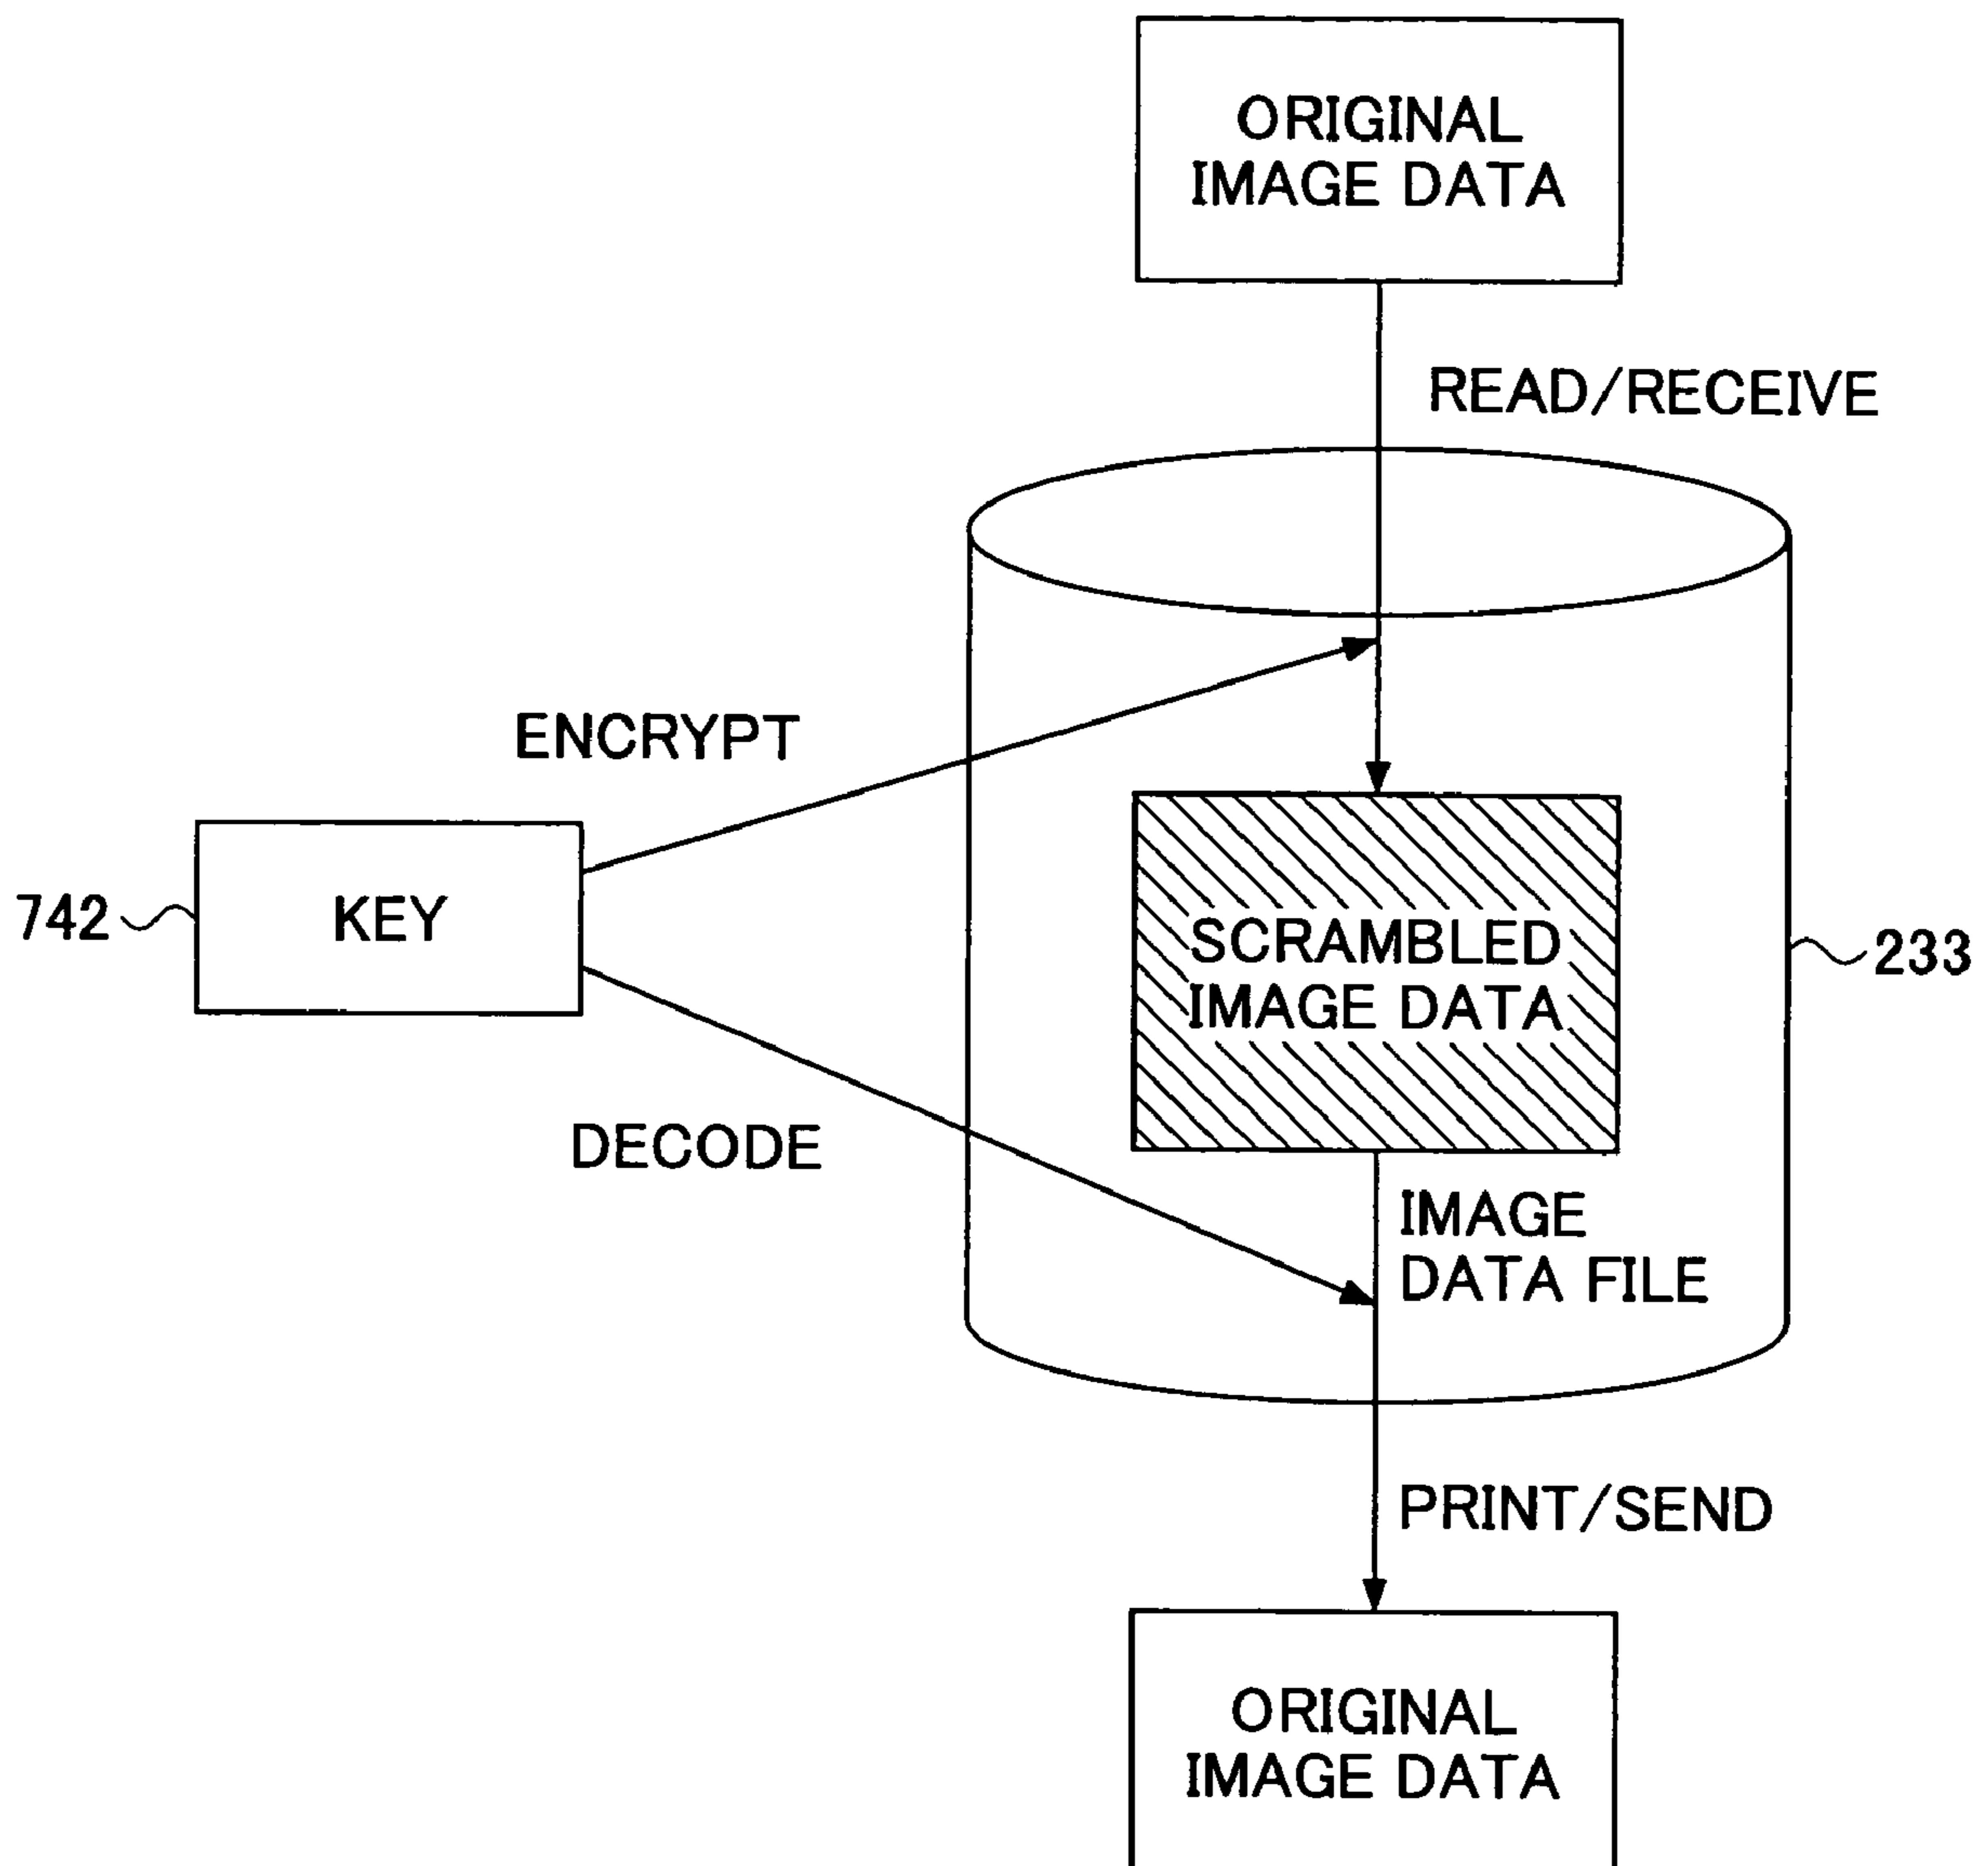 ORIGINAL
IMAGE DATA
READ/RECEIVE
ENCRYPT
742
KEY
SCRAMBLED
IMAGE DATA
233
DECODE
IMAGE
DATA FILE
PRINT/SEND
ORIGINAL
IMAGE DATA